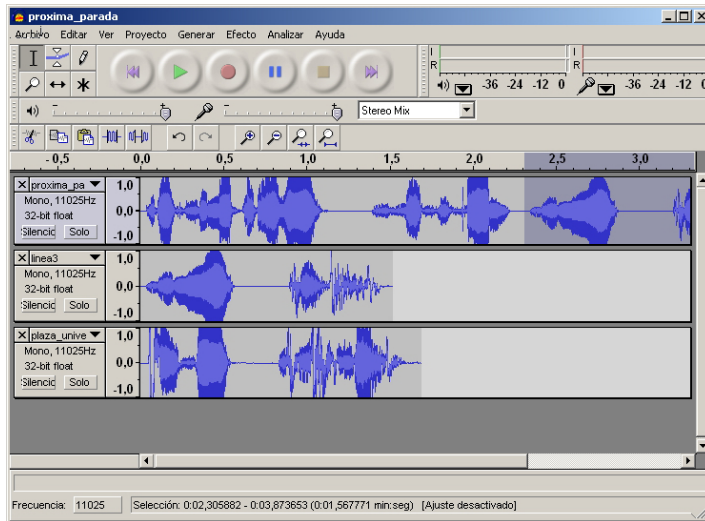 proxima_parada
Archivo Editar Ver Proyecto Generar Efecto Analizar Ayuda
L
R
-36 -24 -12 0
L
R
-36 -24 -12 0
Stereo Mix
-0,5 0,0 0,5 1,0 1,5 2,0 2,5 3,0
proxima_pa
Mono, 11025Hz
32-bit float
Silencic Solo
1,0
0,0
-1,0
linea3
Mono, 11025Hz
32-bit float
Silencic Solo
1,0
0,0
-1,0
plaza_unive
Mono, 11025Hz
32-bit float
Silencic Solo
1,0
0,0
-1,0
Frecuencia: 11025 Selección: 0:02,305882 - 0:03,873653 (0:01,567771 min:seg) [Ajuste desactivado]